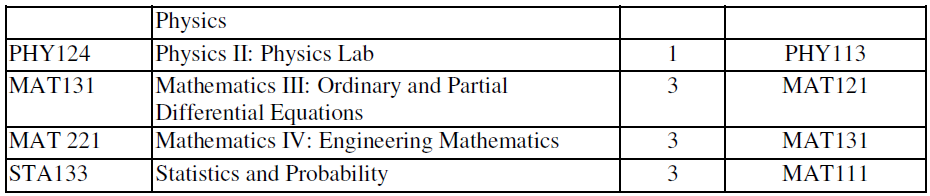 Physics
PHY124 Physics II: Physics Lab 1 PHY113
MAT131 Mathematics III: Ordinary and Partial 3 MAT121
Differential Equations
MAT 221 Mathematics IV: Engineering Mathematics 3 MAT131
STA133 Statistics and Probability 3 MAT111